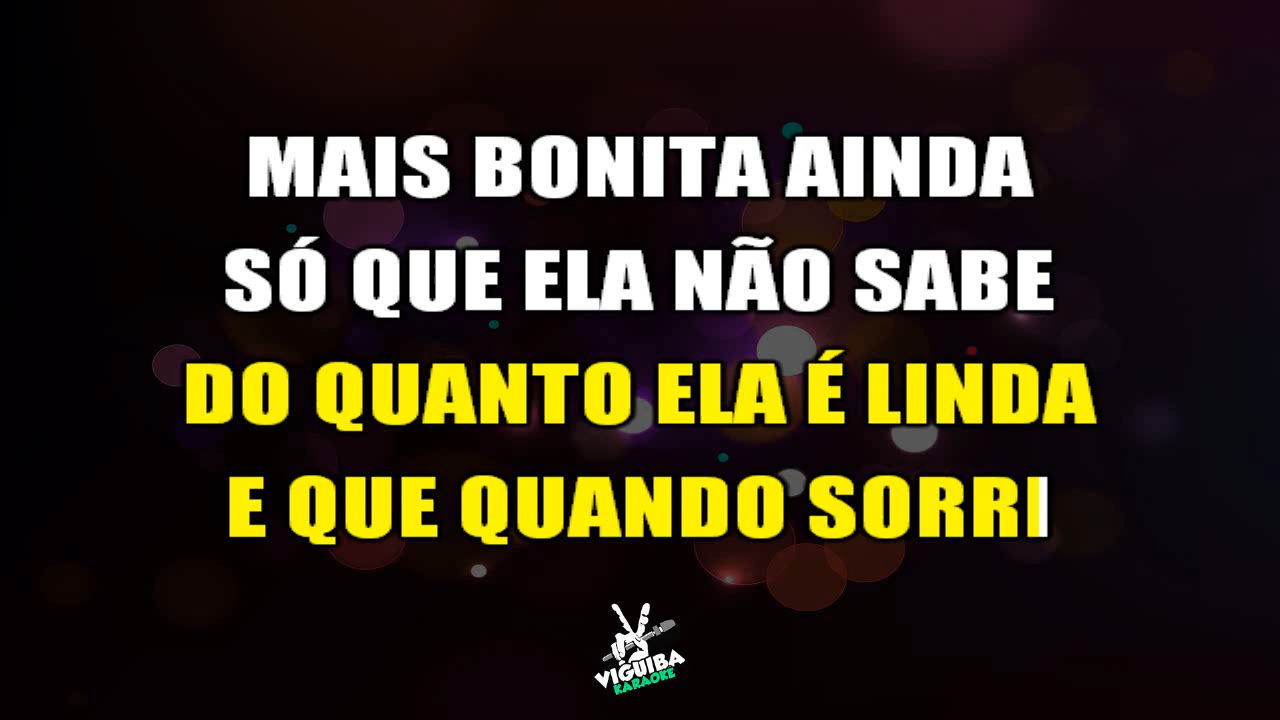 MAIS BONITA AINDA
SÓ QUE ELA NÃO SABE
DO QUANTO ELA É LINDA
E QUE QUANDO SORRI
VIGUIBA
KARAOKE